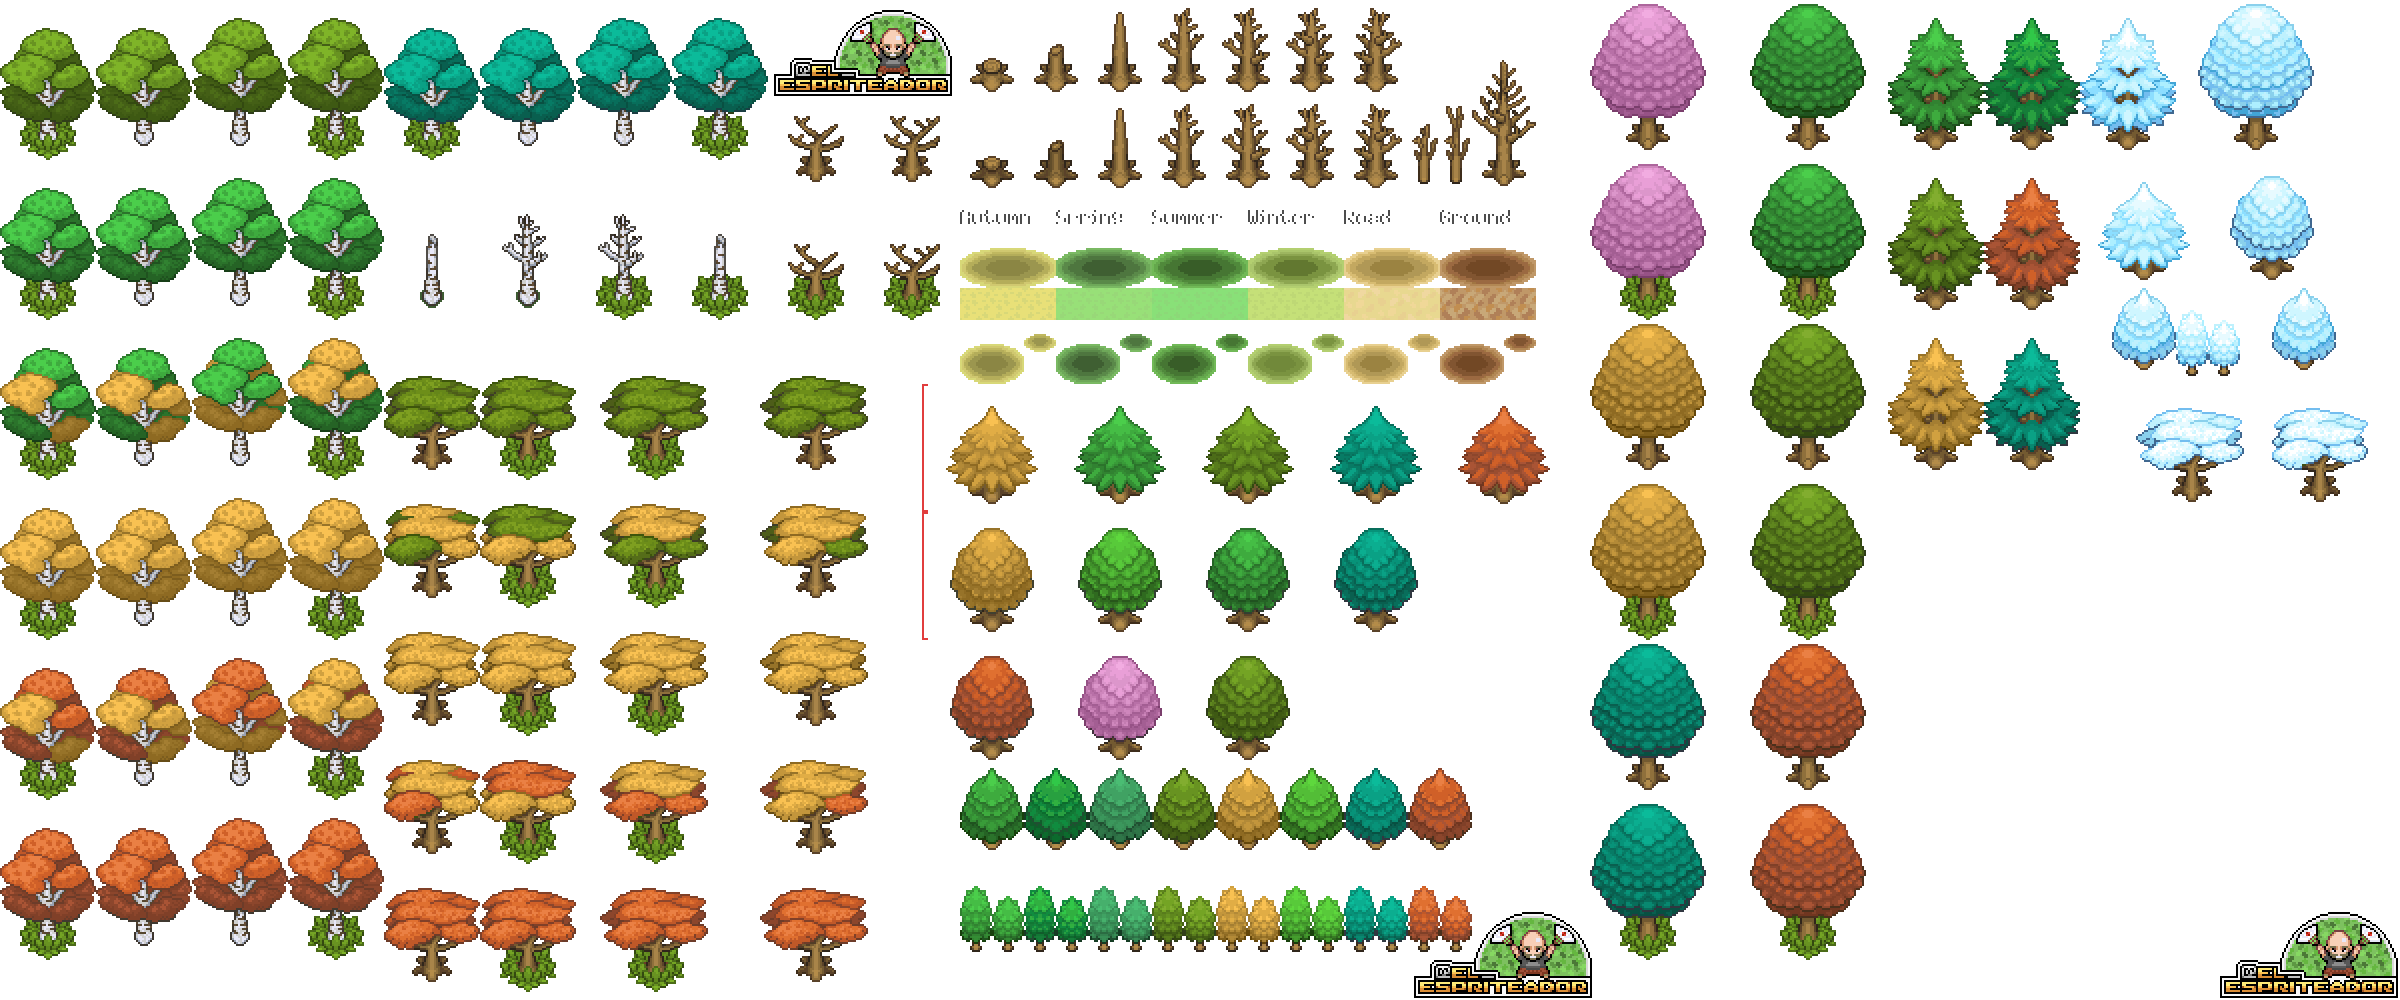 @EL
ESPRITEADOR
Autumn Spring Summer Winter Road Ground
@EL
ESPRITEADOR
@EL
ESPRITEADOR